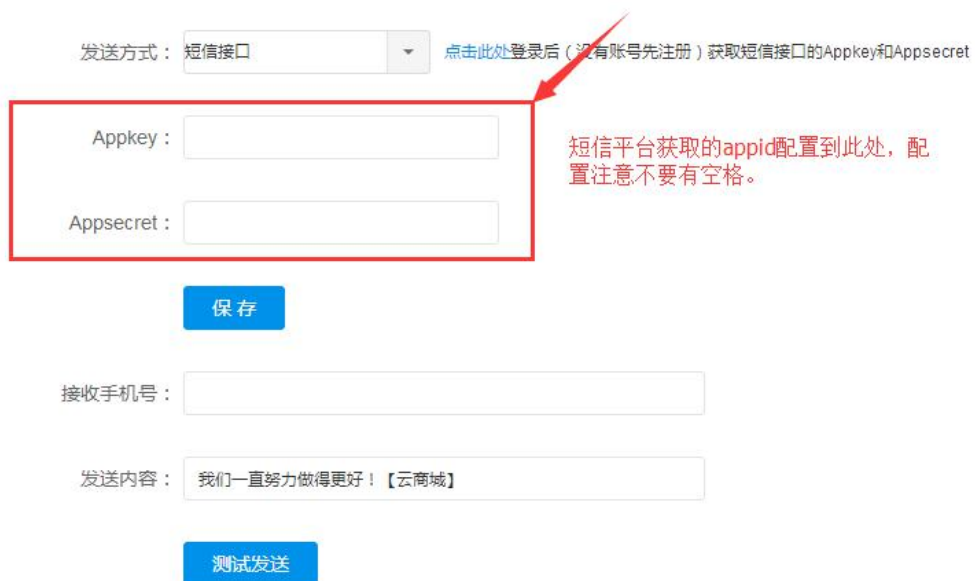 发送方式： 短信接口 点击此处登录后（没有账号先注册）获取短信接口的Appkey和Appsecret
Appkey：
短信平台获取的appid配置到此处，配
置注意不要有空格。
Appsecret：
保存
接收手机号：
发送内容： 我们一直努力做得更好！【云商城】
测试发送